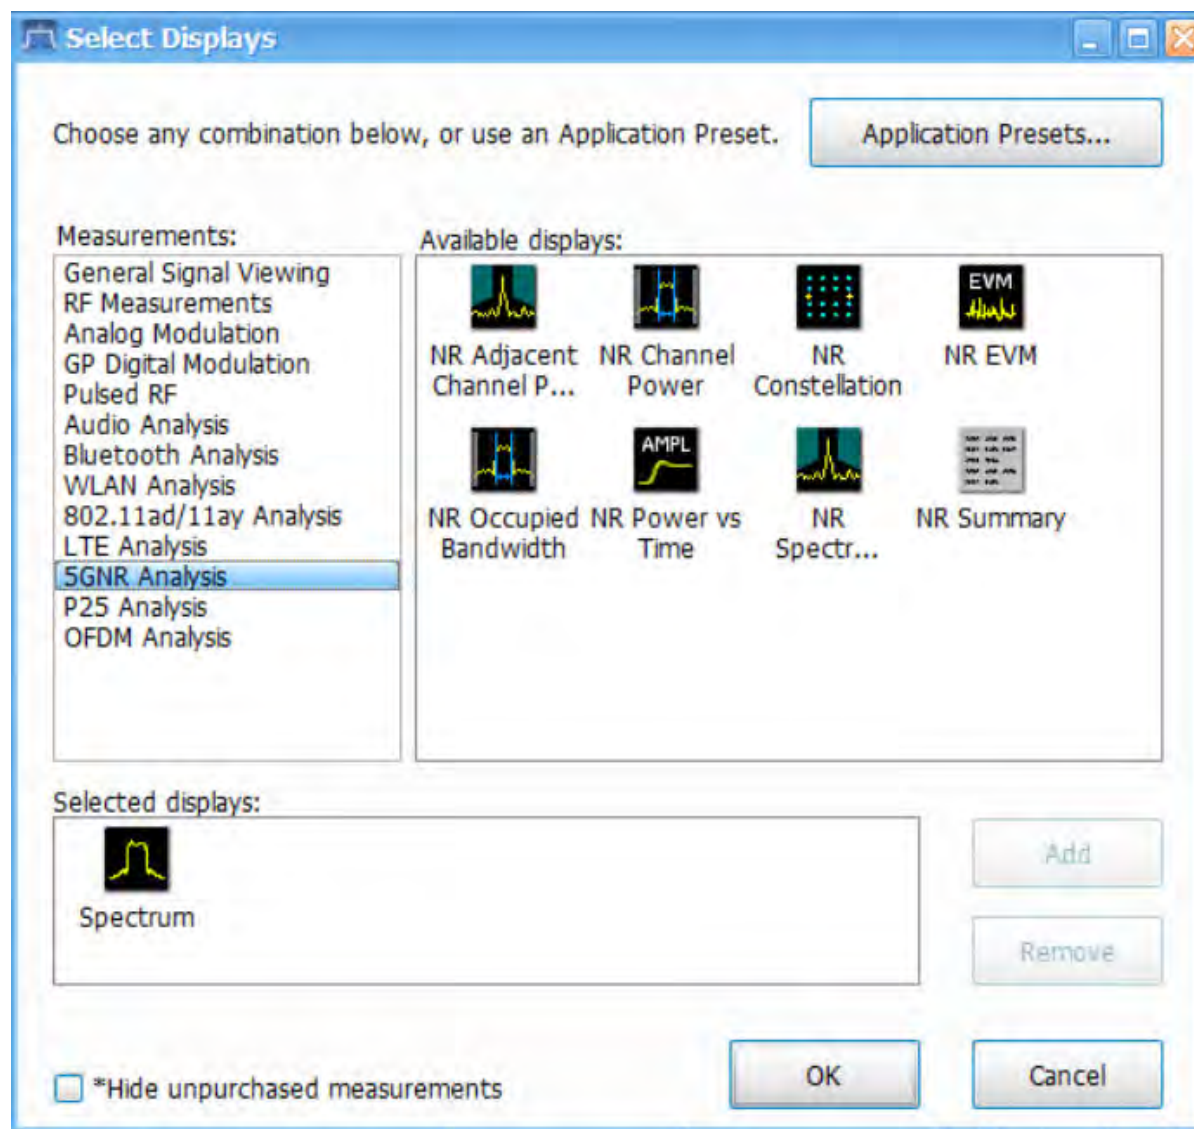 Select Displays
Choose any combination below, or use an Application Preset.
Application Presets...
Measurements:
General Signal Viewing
RF Measurements
Analog Modulation
GP Digital Modulation
Pulsed RF
Audio Analysis
Bluetooth Analysis
WLAN Analysis
802.11ad/11ay Analysis
LTE Analysis
5GNR Analysis
P25 Analysis
OFDM Analysis
Available displays:
NR Adjacent
Channel P...
NR Channel
Power
NR
Constellation
EVM
NR EVM
NR Occupied
Bandwidth
AMPL
NR Power vs
Time
NR
Spectr...
NR Summary
Selected displays:
Spectrum
Add
Remove
*Hide unpurchased measurements
OK
Cancel